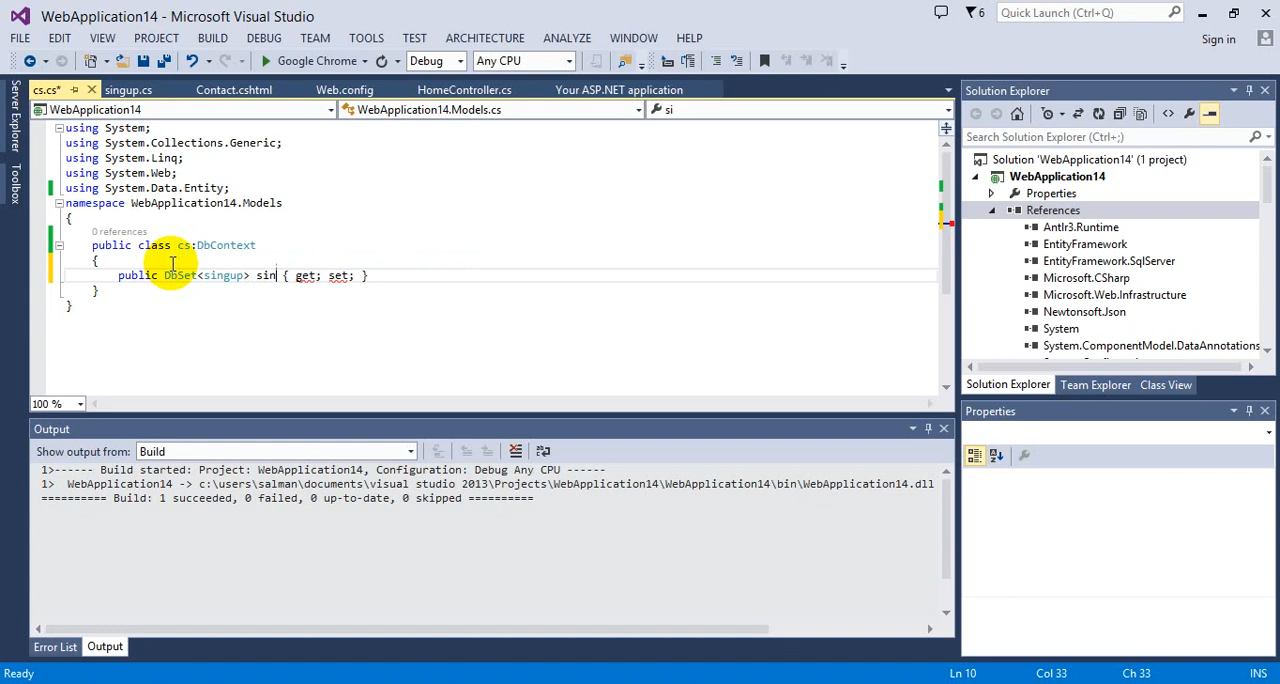 WebApplication14 - Microsoft Visual Studio
6
Quick Launch (Ctrl+Q)
FILE EDIT VIEW PROJECT BUILD DEBUG TEAM TOOLS TEST ARCHITECTURE ANALYZE WINDOW HELP
Sign in
Google Chrome Debug Any CPU
Server Explorer
Toolbox
cs.cs* singup.cs Contact.cshtml Web.config HomeController.cs Your ASP.NET application
WebApplication14 WebApplication14.Models.cs si
using System;
using System.Collections.Generic;
using System.Linq;
using System.Web;
using System.Data.Entity;
namespace WebApplication14.Models
{
0 references
public class cs:DbContext
{
public DbSet<singup> sin { get; set; }
}
}
100 %
Output
Show output from: Build
1>------ Build started: Project: WebApplication14, Configuration: Debug Any CPU ------
1> WebApplication14 -> c:\users\salman\documents\visual studio 2013\Projects\WebApplication14\WebApplication14\bin\WebApplication14.dll
========== Build: 1 succeeded, 0 failed, 0 up-to-date, 0 skipped ==========
Error List Output
Solution Explorer
Search Solution Explorer (Ctrl+;)
Solution 'WebApplication14' (1 project)
WebApplication14
Properties
References
Antlr3.Runtime
EntityFramework
EntityFramework.SqlServer
Microsoft.CSharp
Microsoft.Web.Infrastructure
Newtonsoft.Json
System
System.ComponentModel.DataAnnotations
Solution Explorer Team Explorer Class View
Properties
Ready Ln 10 Col 33 Ch 33 INS